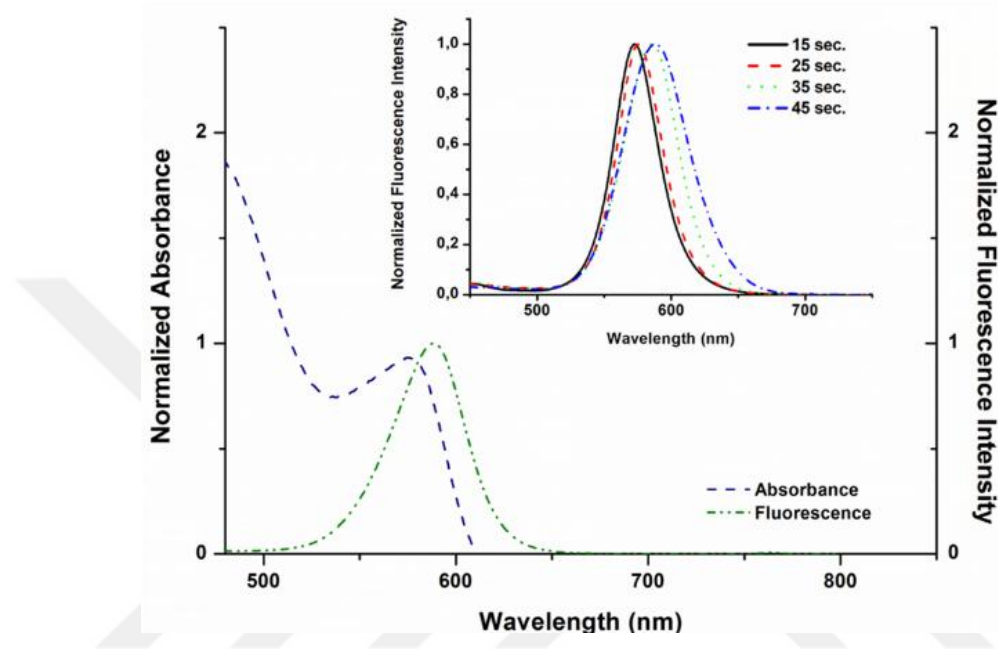 1,0
0,8
0,6
0,4
0,2
0,0
Normalized Fluorescence Intensity
500
600
700
Wavelength (nm)
15 sec.
25 sec.
35 sec.
45 sec.
2
1
0
Normalized Absorbance
2
1
0
Normalized Fluorescence Intensity
Absorbance
Fluorescence
500
600
700
800
Wavelength (nm)